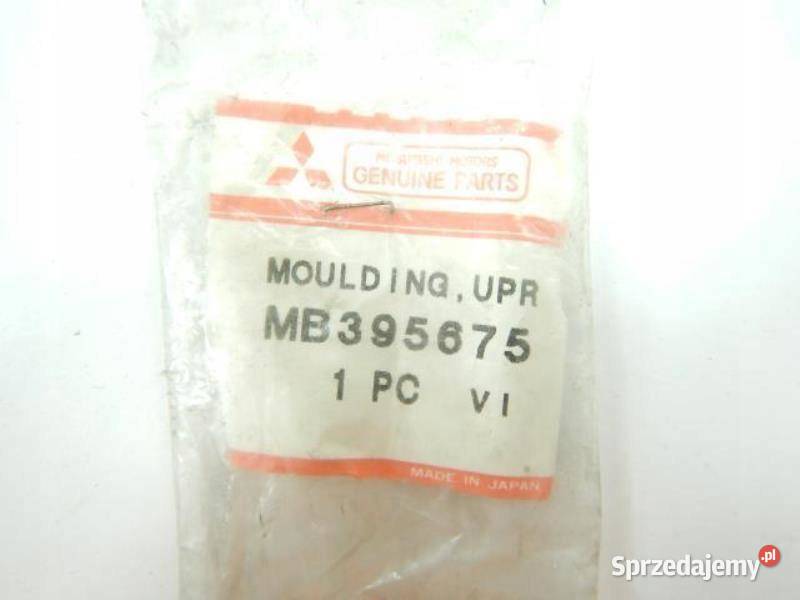 MITSUBISHI MOTORS
GENUINE PARTS
MOULDING, UPR
MB395675
1 PC VI
MADE IN JAPAN
Sprzedajemy.pl